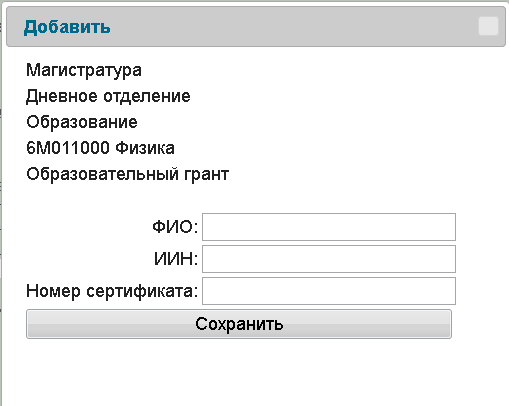 Добавить
Магистратура
Дневное отделение
Образование
6М011000 Физика
Образовательный грант
ФИО:
ИИН:
Номер сертификата:
Сохранить